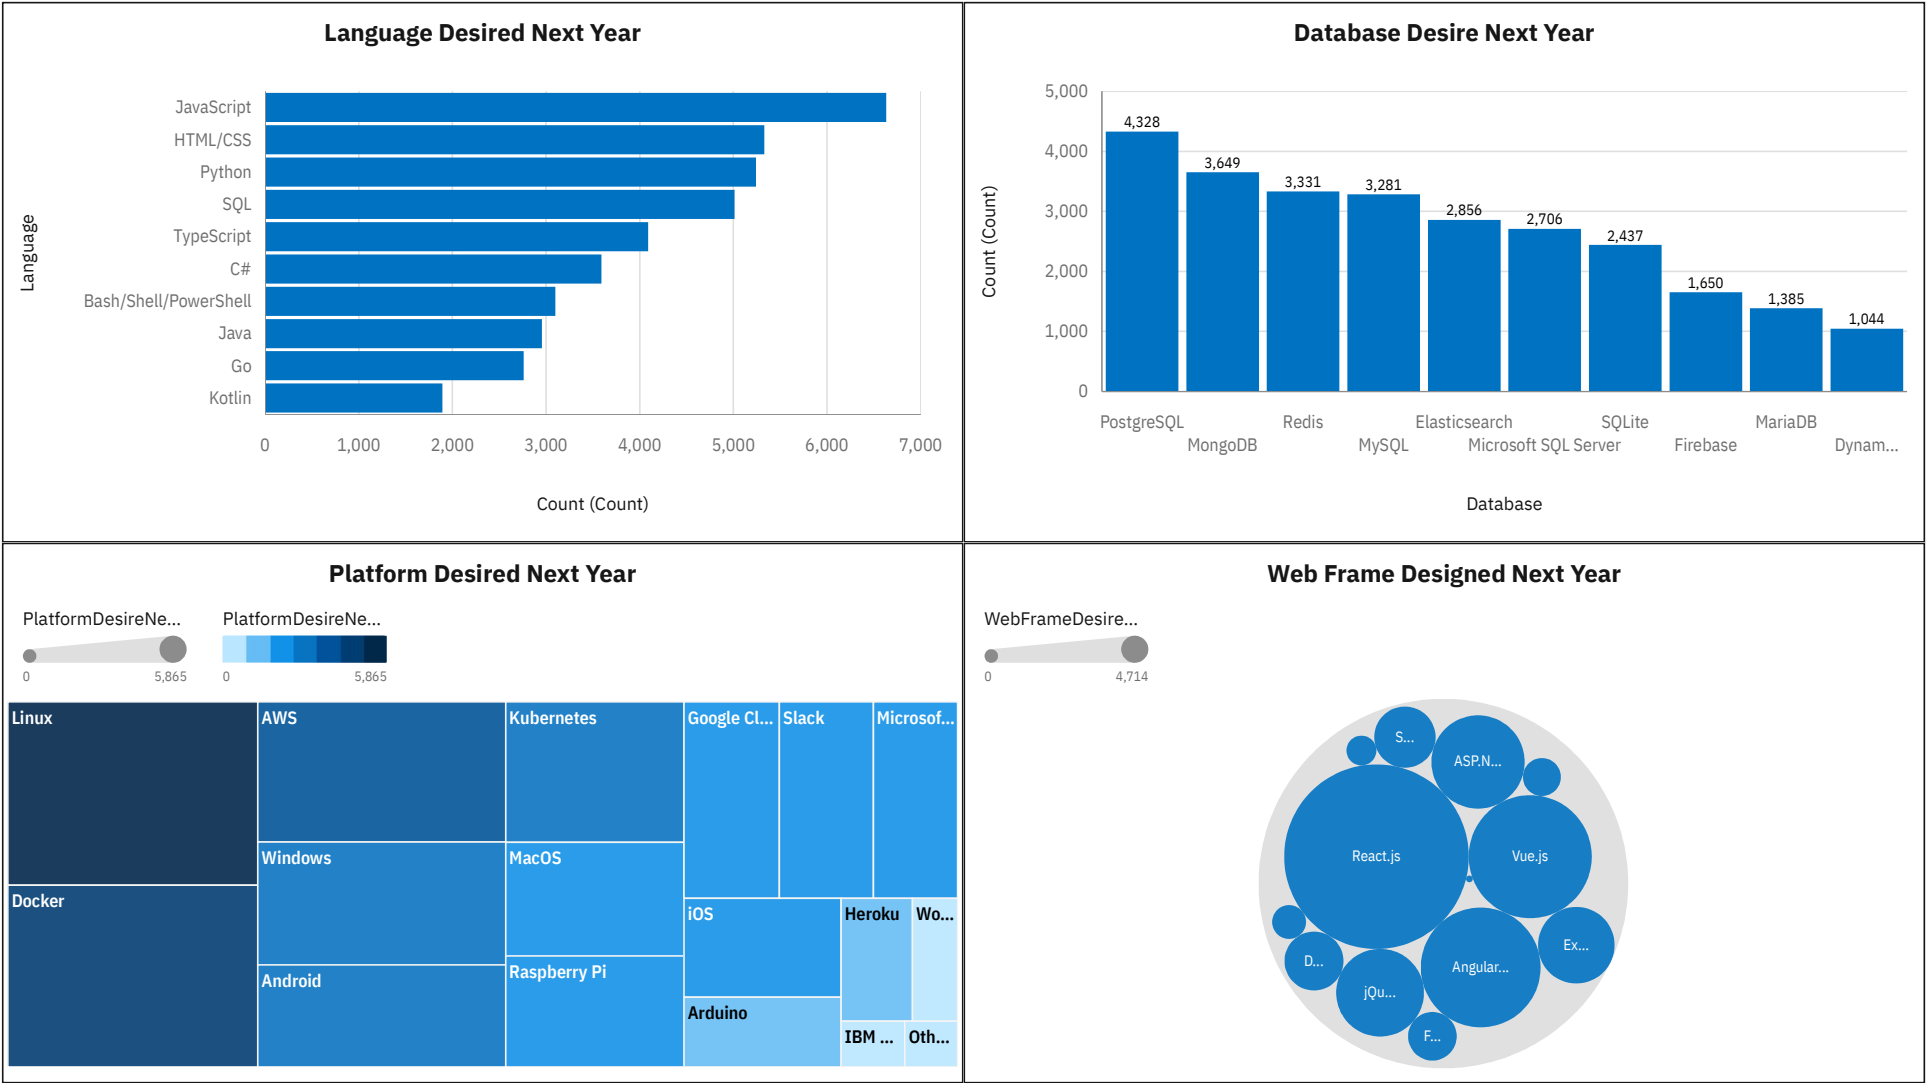 Language Desired Next Year
Language
JavaScript
HTML/CSS
Python
SQL
TypeScript
C#
Bash/Shell/PowerShell
Java
Go
Kotlin
0 1,000 2,000 3,000 4,000 5,000 6,000 7,000
Count (Count)
Database Desire Next Year
Count (Count)
5,000
4,000
3,000
2,000
1,000
0
4,328
3,649
3,331
3,281
2,856
2,706
2,437
1,650
1,385
1,044
PostgreSQL Redis Elasticsearch SQLite MariaDB
MongoDB MySQL Microsoft SQL Server Firebase Dynam...
Database
Platform Desired Next Year
PlatformDesireNe... PlatformDesireNe...
0 5,865 0 5,865
Linux AWS Kubernetes Google Cl... Slack Microsof...
Windows MacOS
Docker iOS Heroku Wo...
Android Raspberry Pi
Arduino
IBM ... Oth...
Web Frame Designed Next Year
WebFrameDesire...
0 4,714
S...
ASP.N...
React.js Vue.js
Ex...
D... Angular...
jQu...
F...